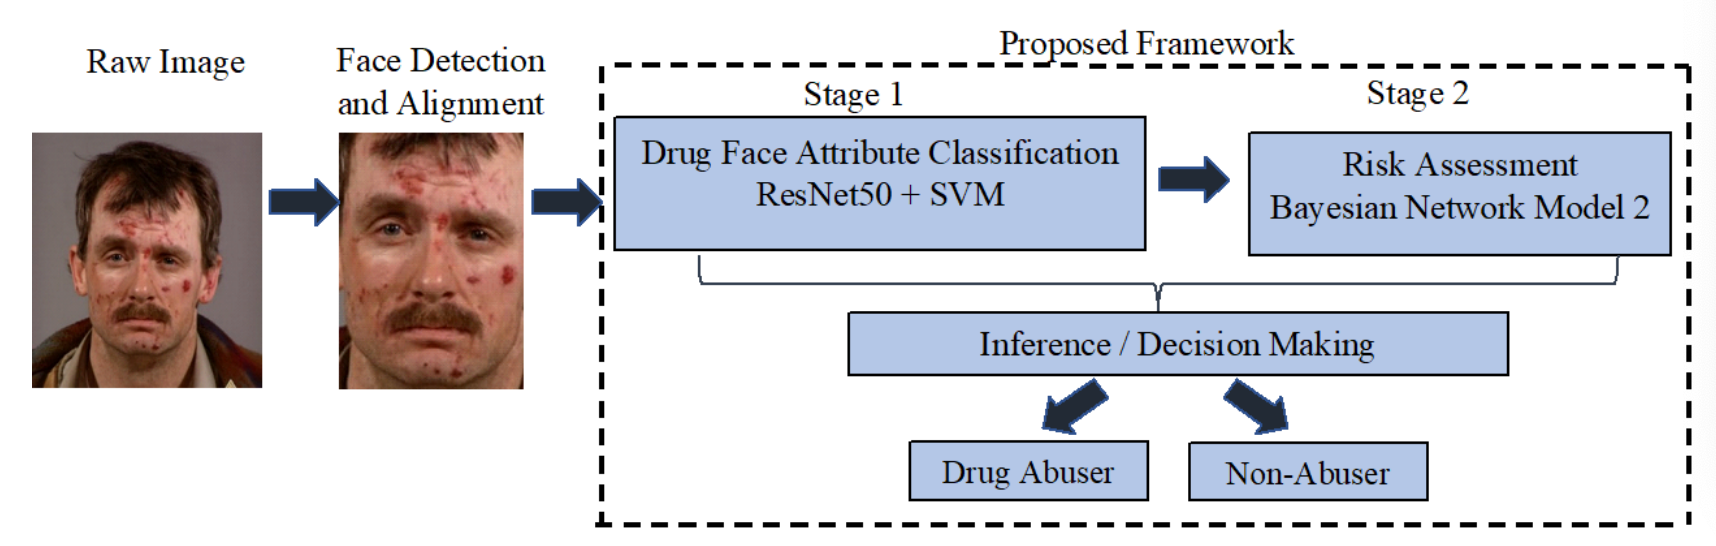 Raw Image
Face Detection
and Alignment
Proposed Framework
Stage 1
Drug Face Attribute Classification
ResNet50 + SVM
Stage 2
Risk Assessment
Bayesian Network Model 2
Inference / Decision Making
Drug Abuser
Non-Abuser